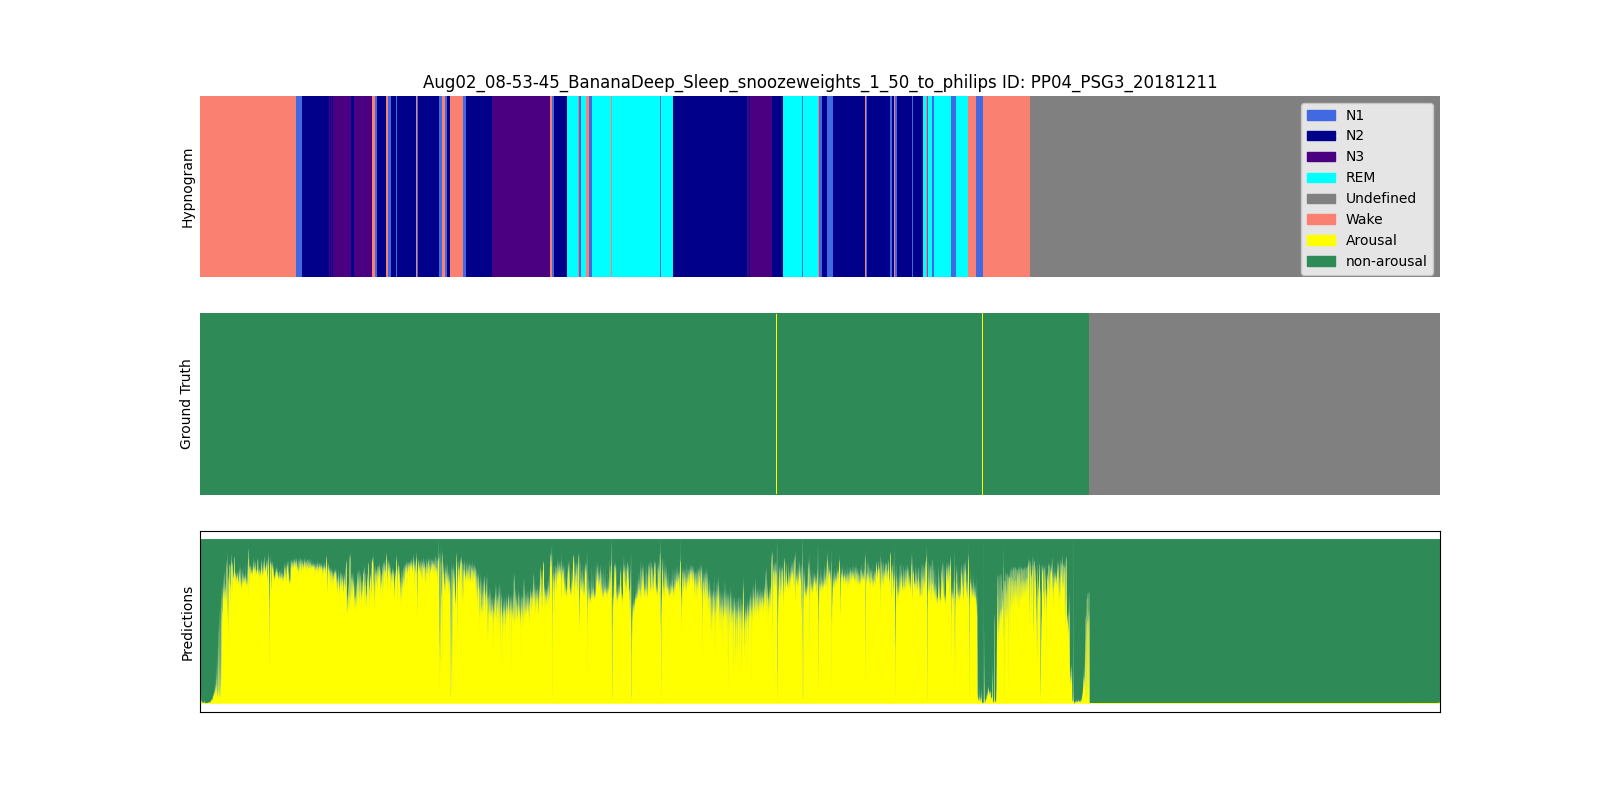 Aug02_08-53-45_BananaDeep_Sleep_snoozeweights_1_50_to_philips ID: PP04_PSG3_20181211
Hypnogram
N1
N2
N3
REM
Undefined
Wake
Arousal
non-arousal
Ground Truth
Predictions